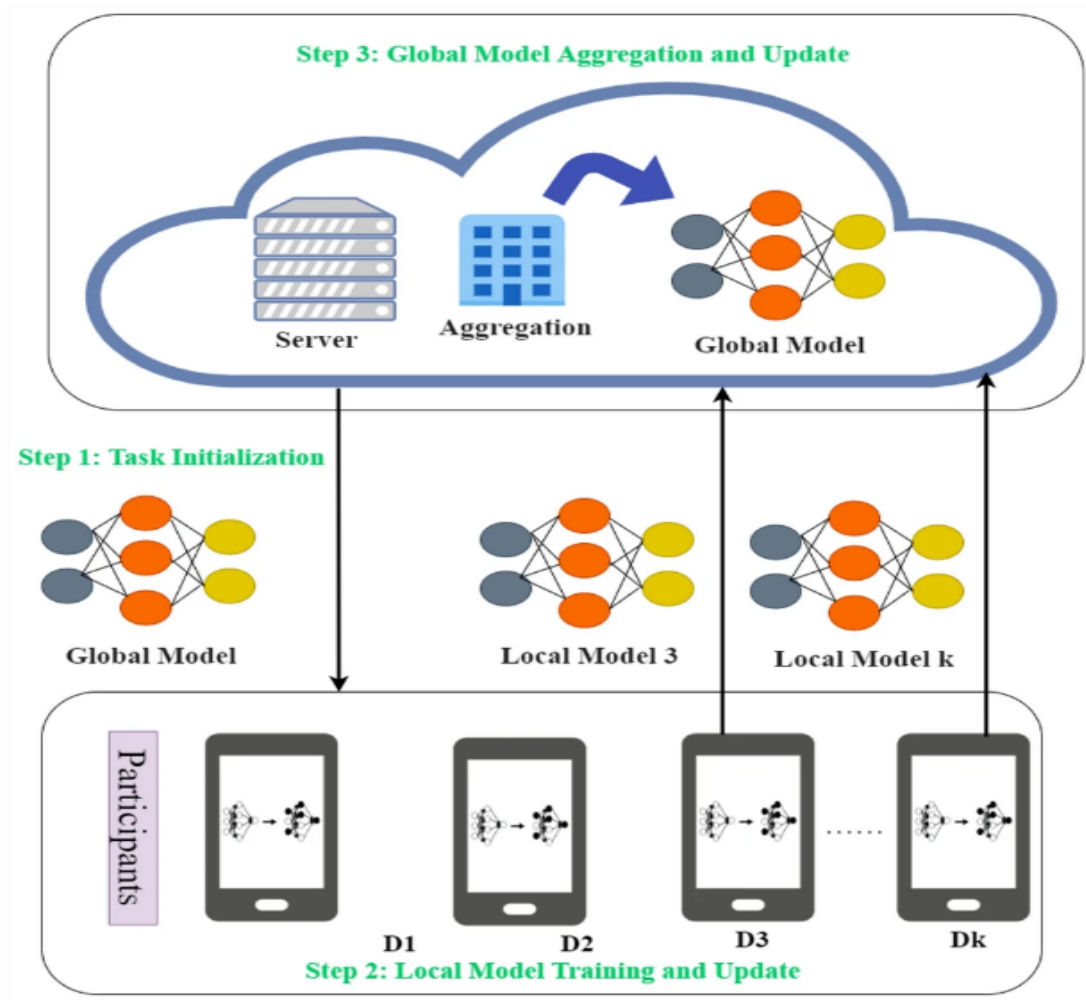 Step 3: Global Model Aggregation and Update
Server
Aggregation
Global Model
Step 1: Task Initialization
Global Model
Local Model 3
Local Model k
Participants
......
D1
D2
D3
Dk
Step 2: Local Model Training and Update